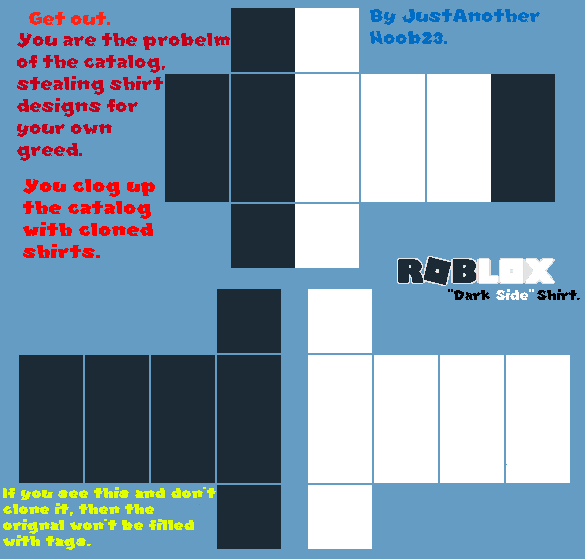 Get out.
You are the probelm
of the catalog,
stealing shirt
designs for
your own
greed.
You clog up
the catalog
with cloned
shirts.
By JustAnother
Noob23.
ROBLOX
"Dark Side" Shirt.
If you see this and don't
clone it, then the
orignal won't be filled
with tags.